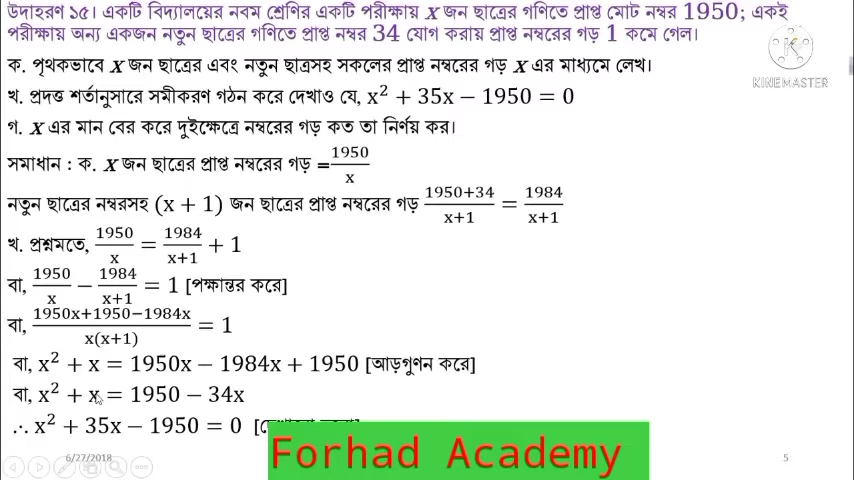 উদাহরণ ১৫। একটি বিদ্যালয়ের নবম শ্রেণির একটি পরীক্ষায় x জন ছাত্রের গণিতে প্রাপ্ত মোট নম্বর 1950; একই
পরীক্ষায় অন্য একজন নতুন ছাত্রের গণিতে প্রাপ্ত নম্বর 34 যোগ করায় প্রাপ্ত নম্বরের গড় 1 কমে গেল।
KINEMASTER
ক. পৃথকভাবে x জন ছাত্রের এবং নতুন ছাত্রসহ সকলের প্রাপ্ত নম্বরের গড় x এর মাধ্যমে লেখ।
খ. প্রদত্ত শর্তানুসারে সমীকরণ গঠন করে দেখাও যে, x² + 35x − 1950 = 0
গ. x এর মান বের করে দুইক্ষেত্রে নম্বরের গড় কত তা নির্ণয় কর।
সমাধান : ক. x জন ছাত্রের প্রাপ্ত নম্বরের গড় = 1950/x
নতুন ছাত্রের নম্বরসহ (x + 1) জন ছাত্রের প্রাপ্ত নম্বরের গড় (1950+34)/(x+1) = 1984/(x+1)
খ. প্রশ্নমতে, 1950/x = 1984/(x+1) + 1
বা, 1950/x − 1984/(x+1) = 1 [পক্ষান্তর করে]
বা, (1950x+1950−1984x)/(x(x+1)) = 1
বা, x² + x = 1950x − 1984x + 1950 [আড়গুণন করে]
বা, x² + x = 1950 − 34x
∴ x² + 35x − 1950 = 0
Forhad Academy
6/27/2018
5